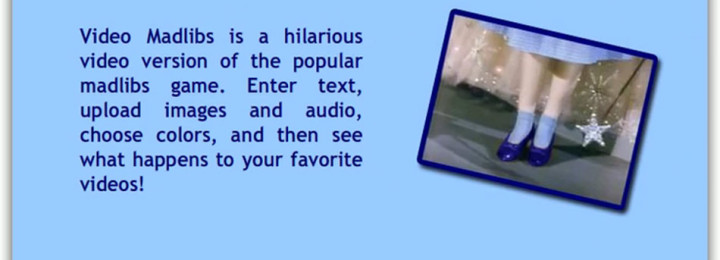 Video Madlibs is a hilarious
video version of the popular
madlibs game. Enter text,
upload images and audio,
choose colors, and then see
what happens to your favorite
videos!